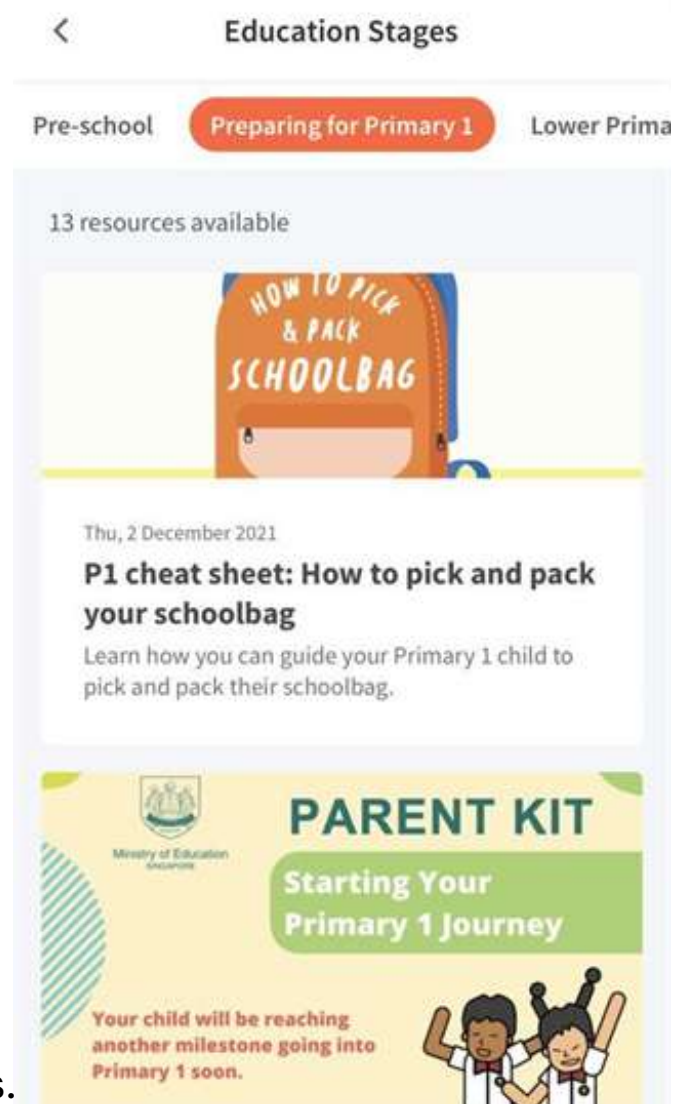 Education Stages
Pre-school Preparing for Primary 1 Lower Prima
13 resources available
HOW TO PICK
& PACK
SCHOOLBAG
Thu, 2 December 2021
P1 cheat sheet: How to pick and pack
your schoolbag
Learn how you can guide your Primary 1 child to
pick and pack their schoolbag.
Ministry of Education
SINGAPORE
PARENT KIT
Starting Your
Primary 1 Journey
Your child will be reaching
another milestone going into
Primary 1 soon.
s.